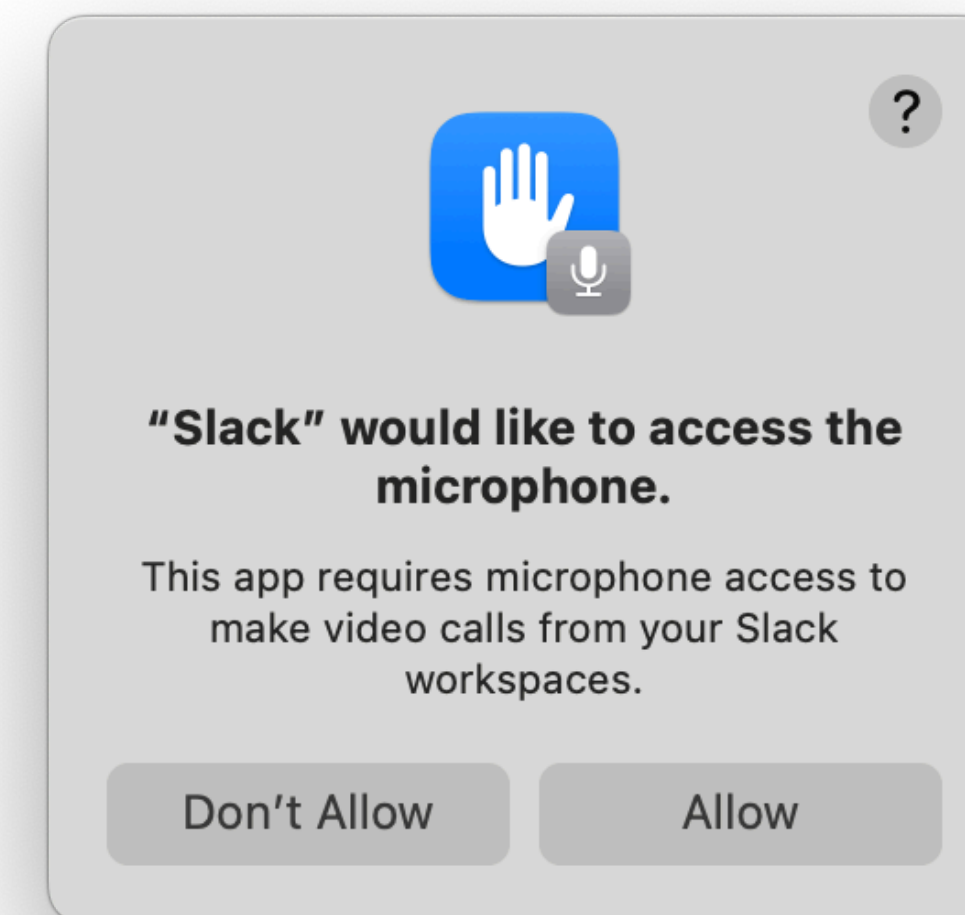 ?
“Slack” would like to access the
microphone.
This app requires microphone access to
make video calls from your Slack
workspaces.
Don’t Allow
Allow